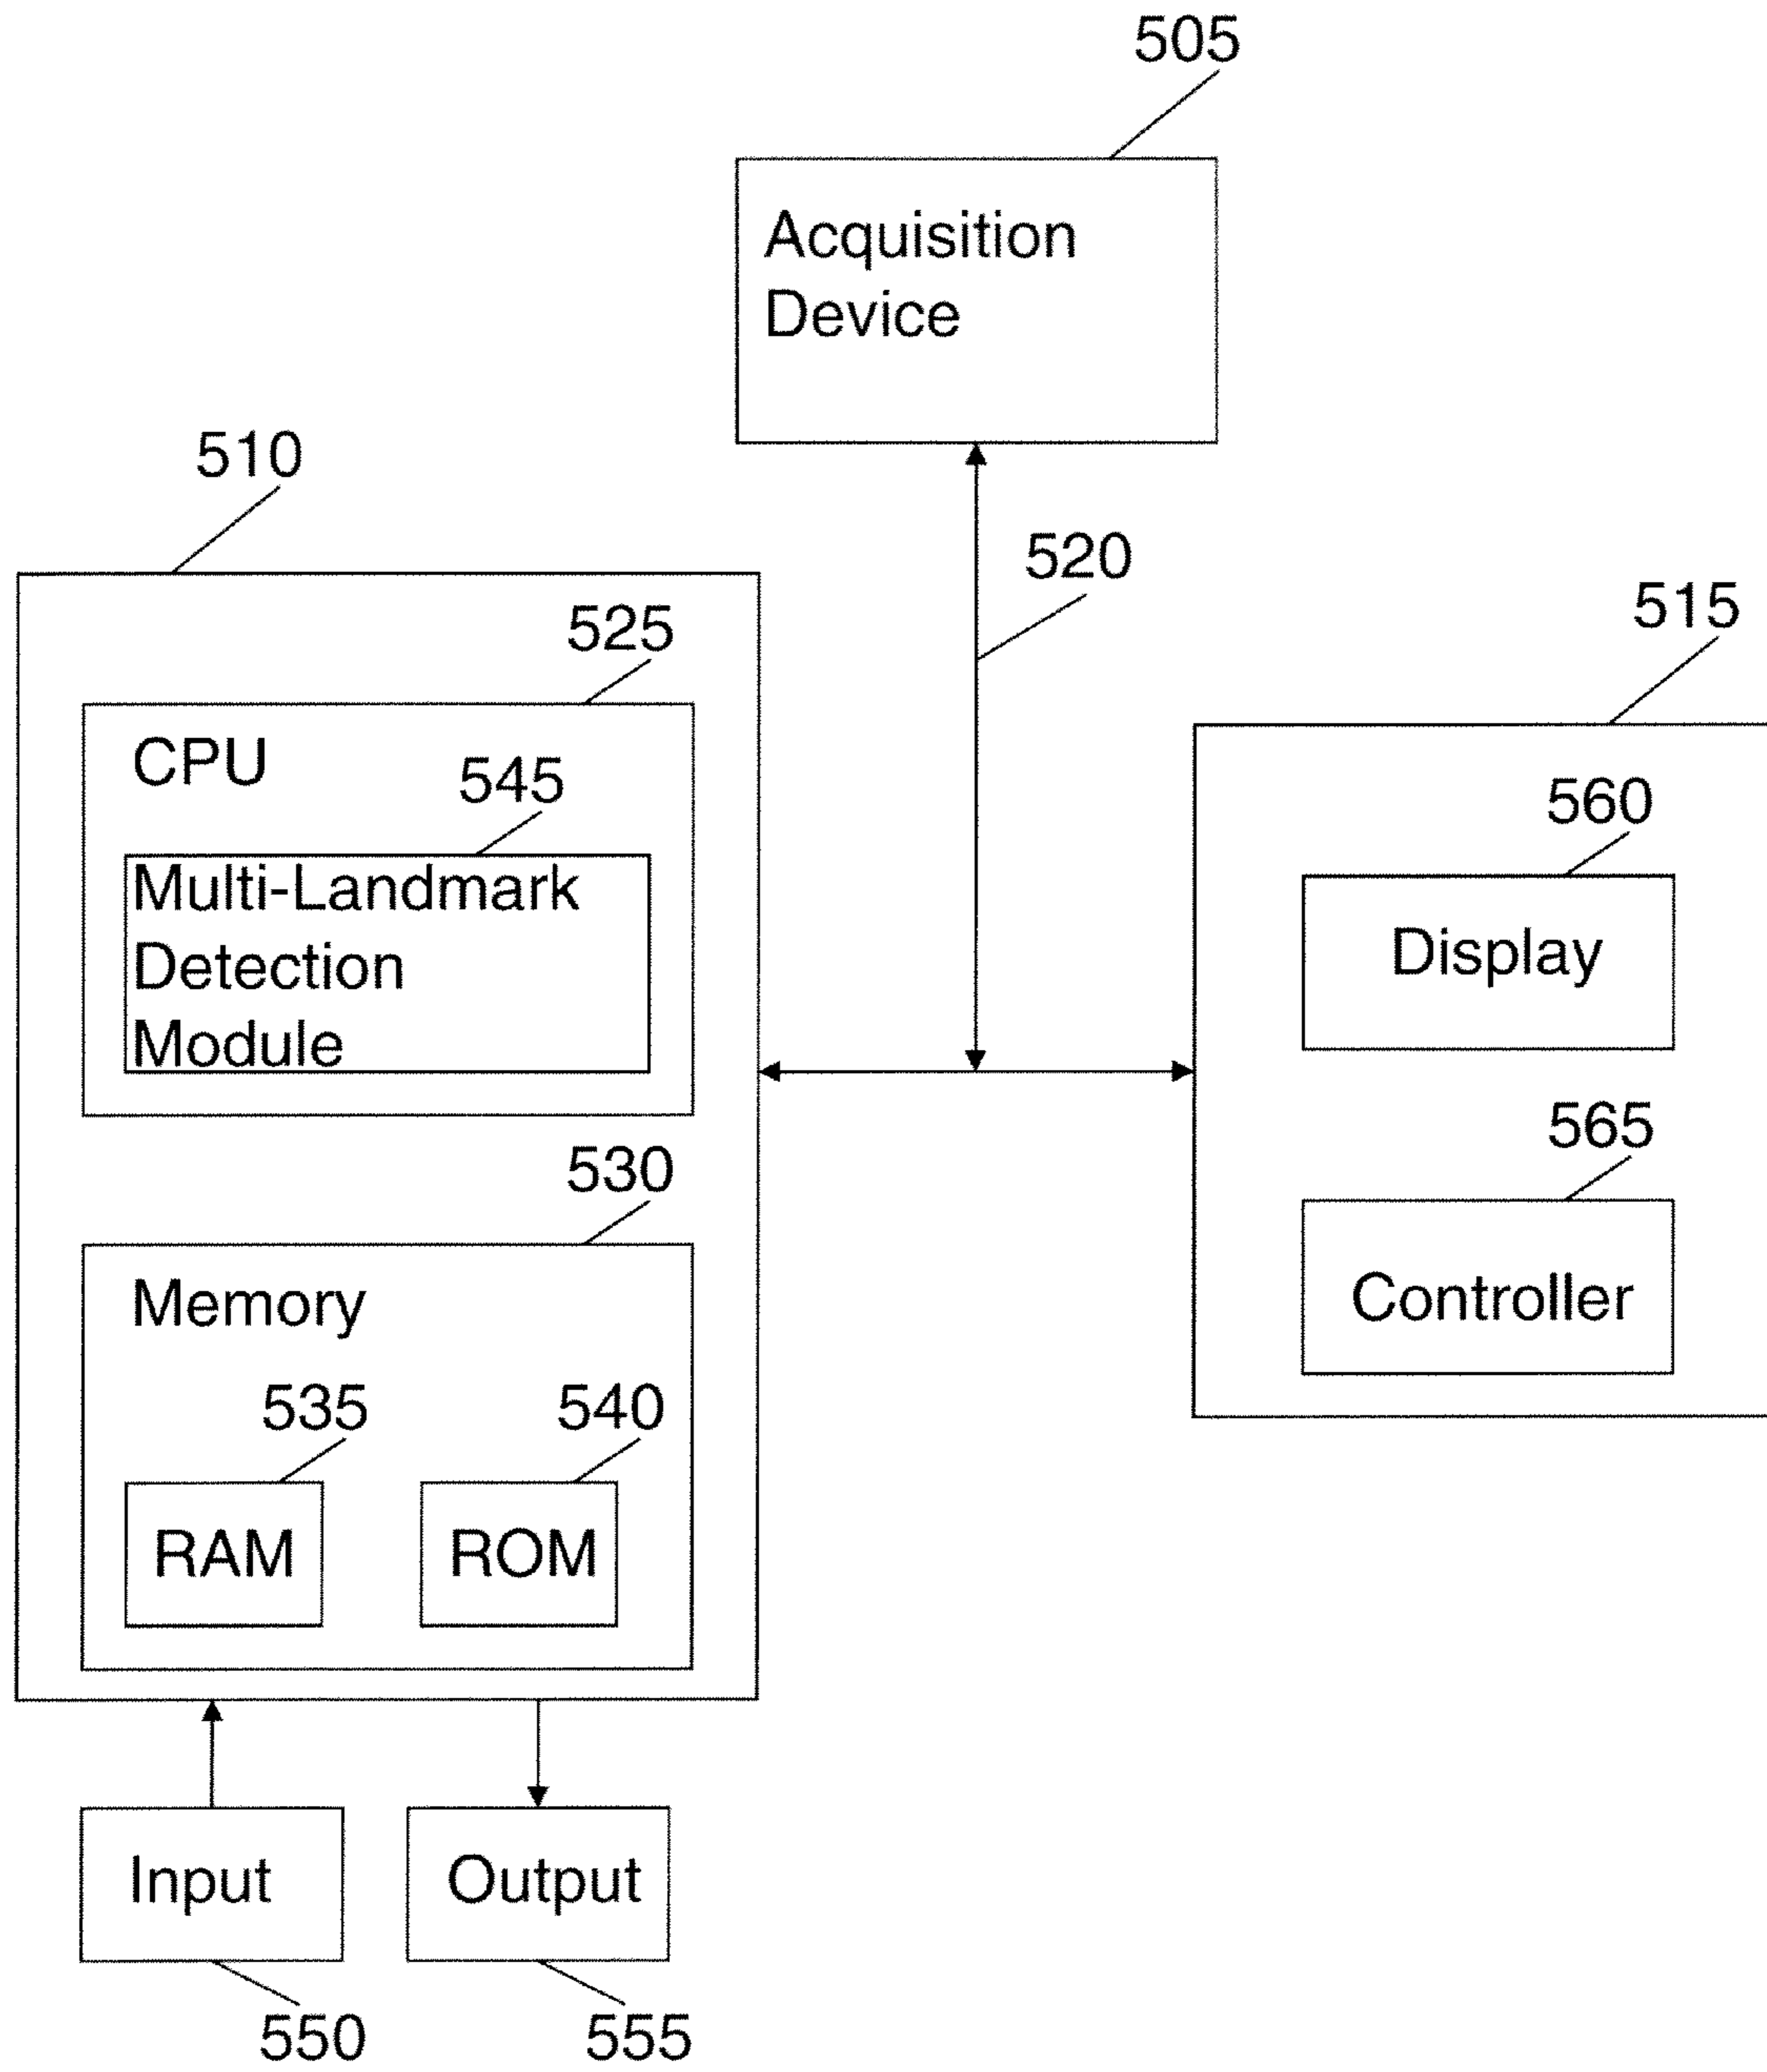 505
Acquisition
Device
510
520
525
CPU
545
Multi-Landmark
Detection
Module
530
Memory
535
540
RAM
ROM
515
560
Display
565
Controller
Input
Output
550
555